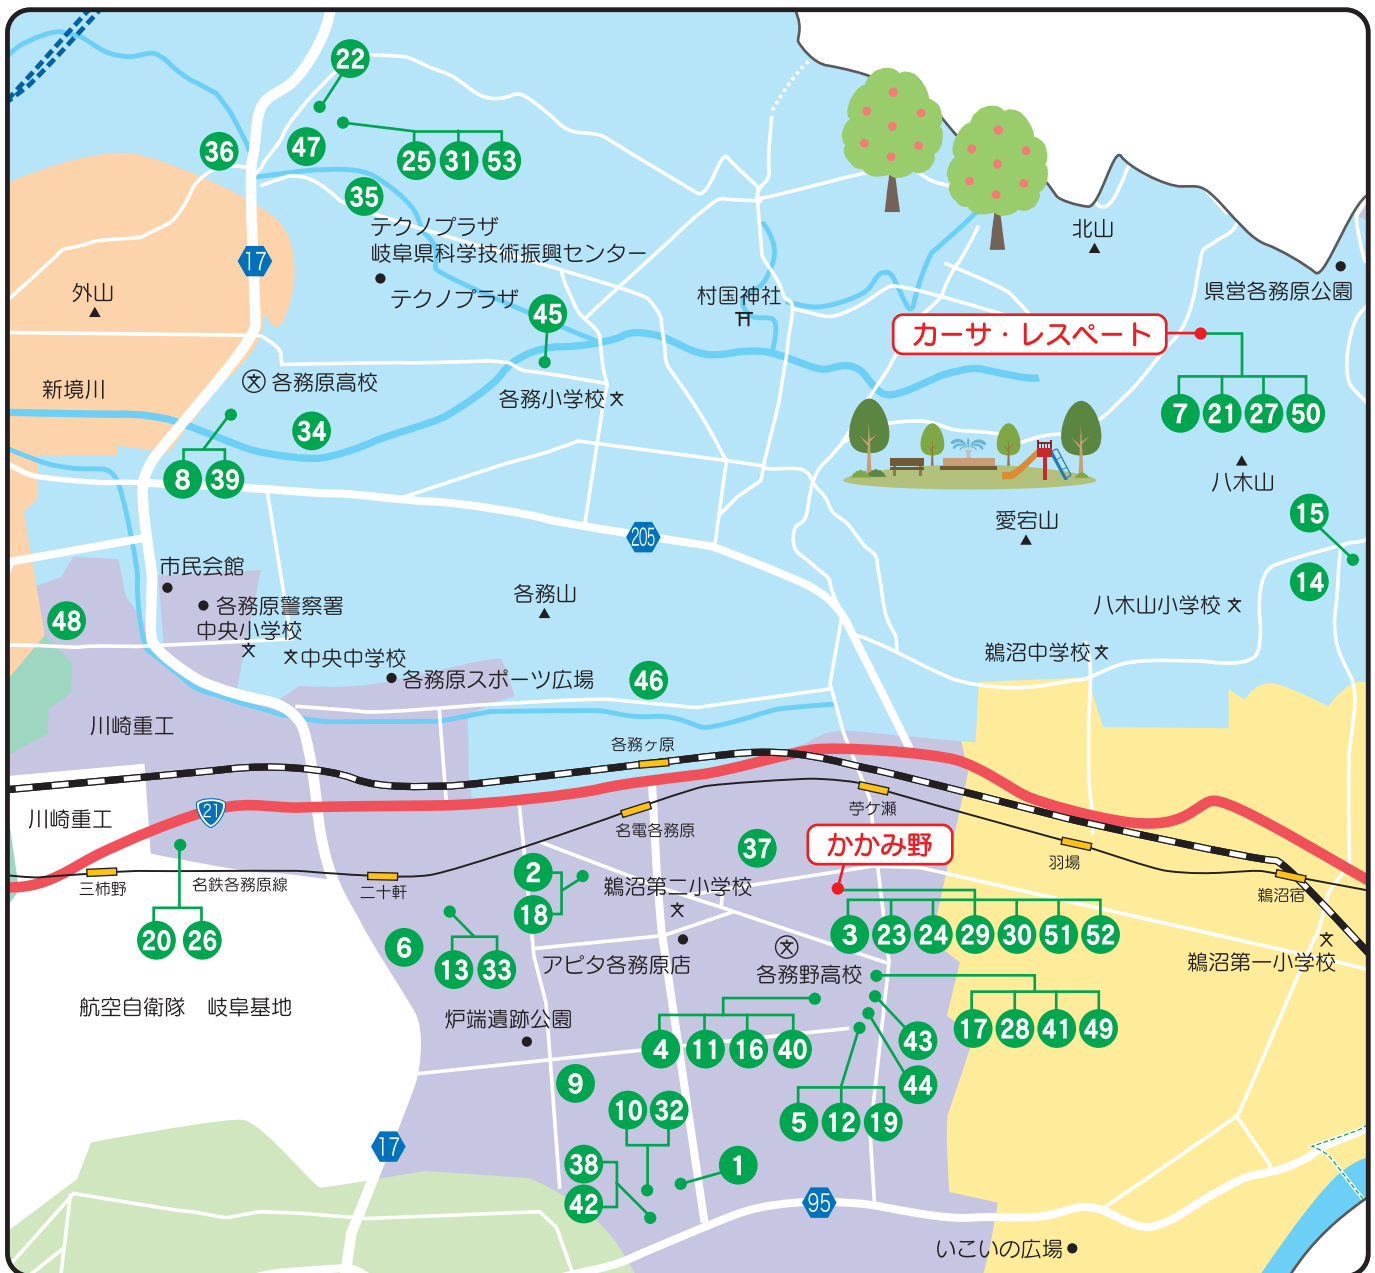 22
36
47
25
31
53
35
テクノプラザ
岐阜県科学技術振興センター
テクノプラザ
北山
17
外山
45
村国神社
県営各務原公園
カーサ・レスペート
新境川
各務原高校
各務小学校
7
21
27
50
34
8
39
八木山
205
愛宕山
15
14
市民会館
各務原警察署
中央小学校
中央中学校
各務山
八木山小学校
48
鵜沼中学校
各務原スポーツ広場
46
川崎重工
各務ヶ原
川崎重工
21
名電各務原
苧ケ瀬
37
かかみ野
羽場
三柿野
名鉄各務原線
二十軒
2
18
鵜沼第二小学校
鵜沼宿
20
26
6
13
33
アピタ各務原店
各務野高校
3
23
24
29
30
51
52
鵜沼第一小学校
航空自衛隊　岐阜基地
炉端遺跡公園
4
11
16
40
43
17
28
41
49
44
9
10
32
5
12
19
17
38
42
1
95
いこいの広場